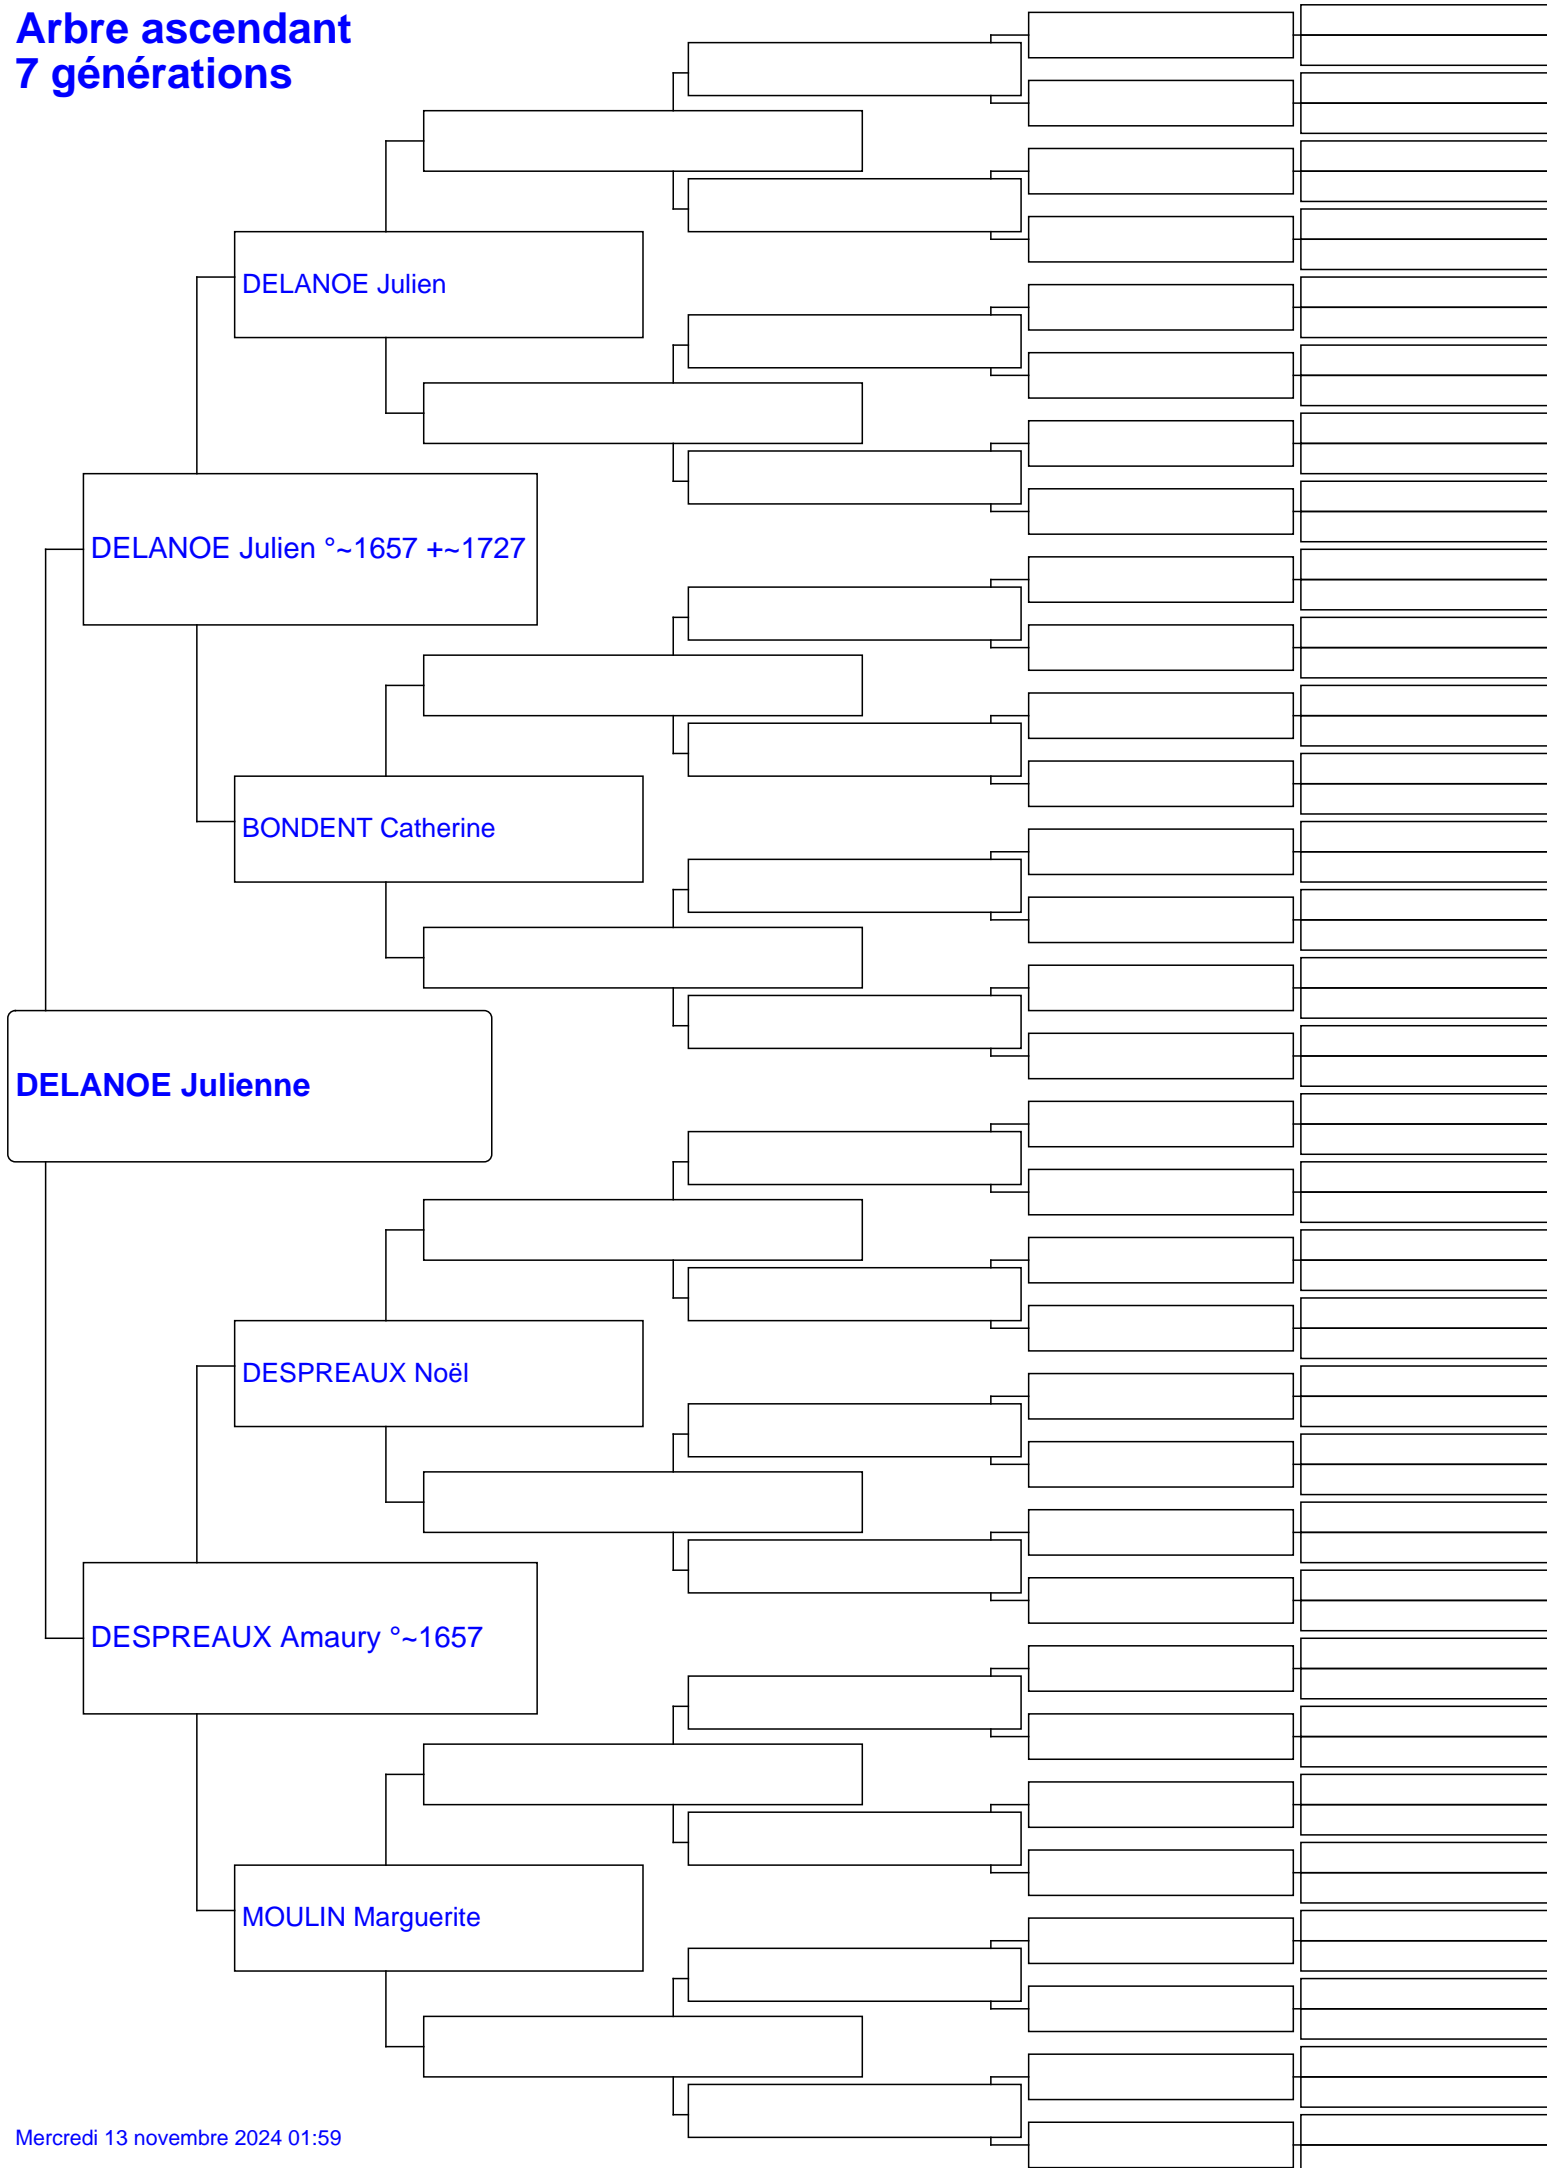 Arbre ascendant
7 générations
DELANOE Julien
DELANOE Julien °~1657 +~1727
BONDENT Catherine
DELANOE Julienne
DESPREAUX Noël
DESPREAUX Amaury °~1657
MOULIN Marguerite
Mercredi 13 novembre 2024 01:59